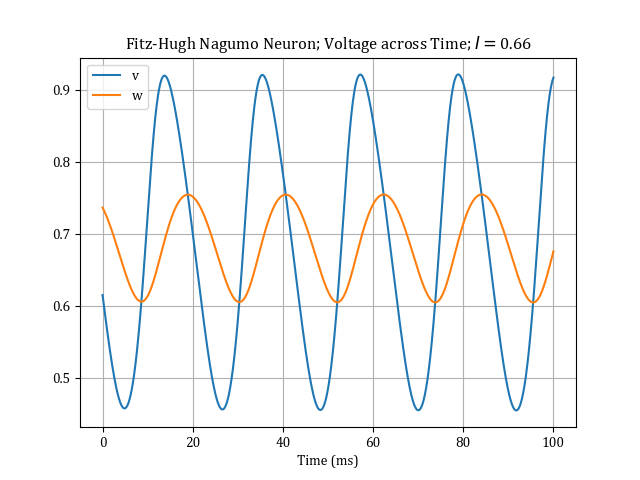 Fitz-Hugh Nagumo Neuron; Voltage across Time; I = 0.66
v
w
0.9
0.8
0.7
0.6
0.5
0 20 40 60 80 100
Time (ms)